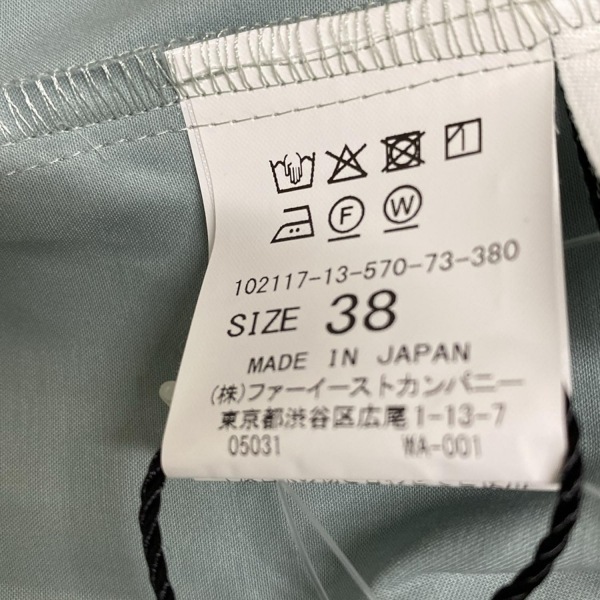 F W
102117-13-570-73-380
SIZE 38
MADE IN JAPAN
(株)ファーイーストカンパニー
東京都渋谷区広尾1-13-7
05031 WA-001